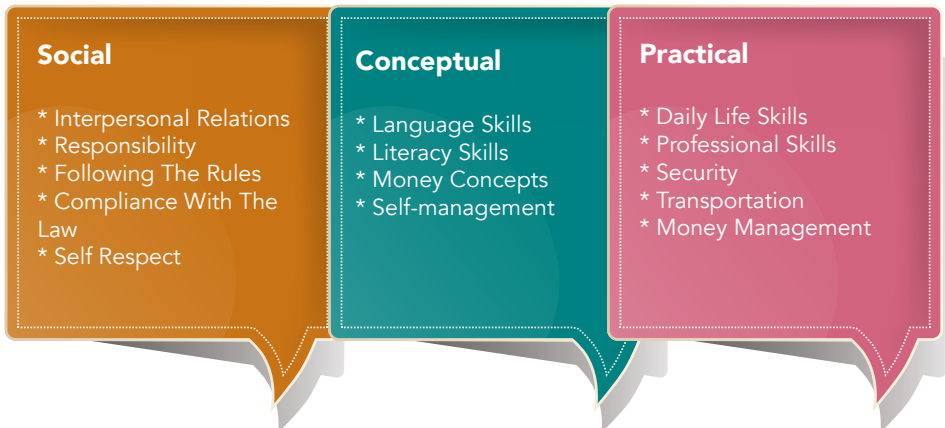 Social
* Interpersonal Relations
* Responsibility
* Following The Rules
* Compliance With The
Law
* Self Respect
Conceptual
* Language Skills
* Literacy Skills
* Money Concepts
* Self-management
Practical
* Daily Life Skills
* Professional Skills
* Security
* Transportation
* Money Management